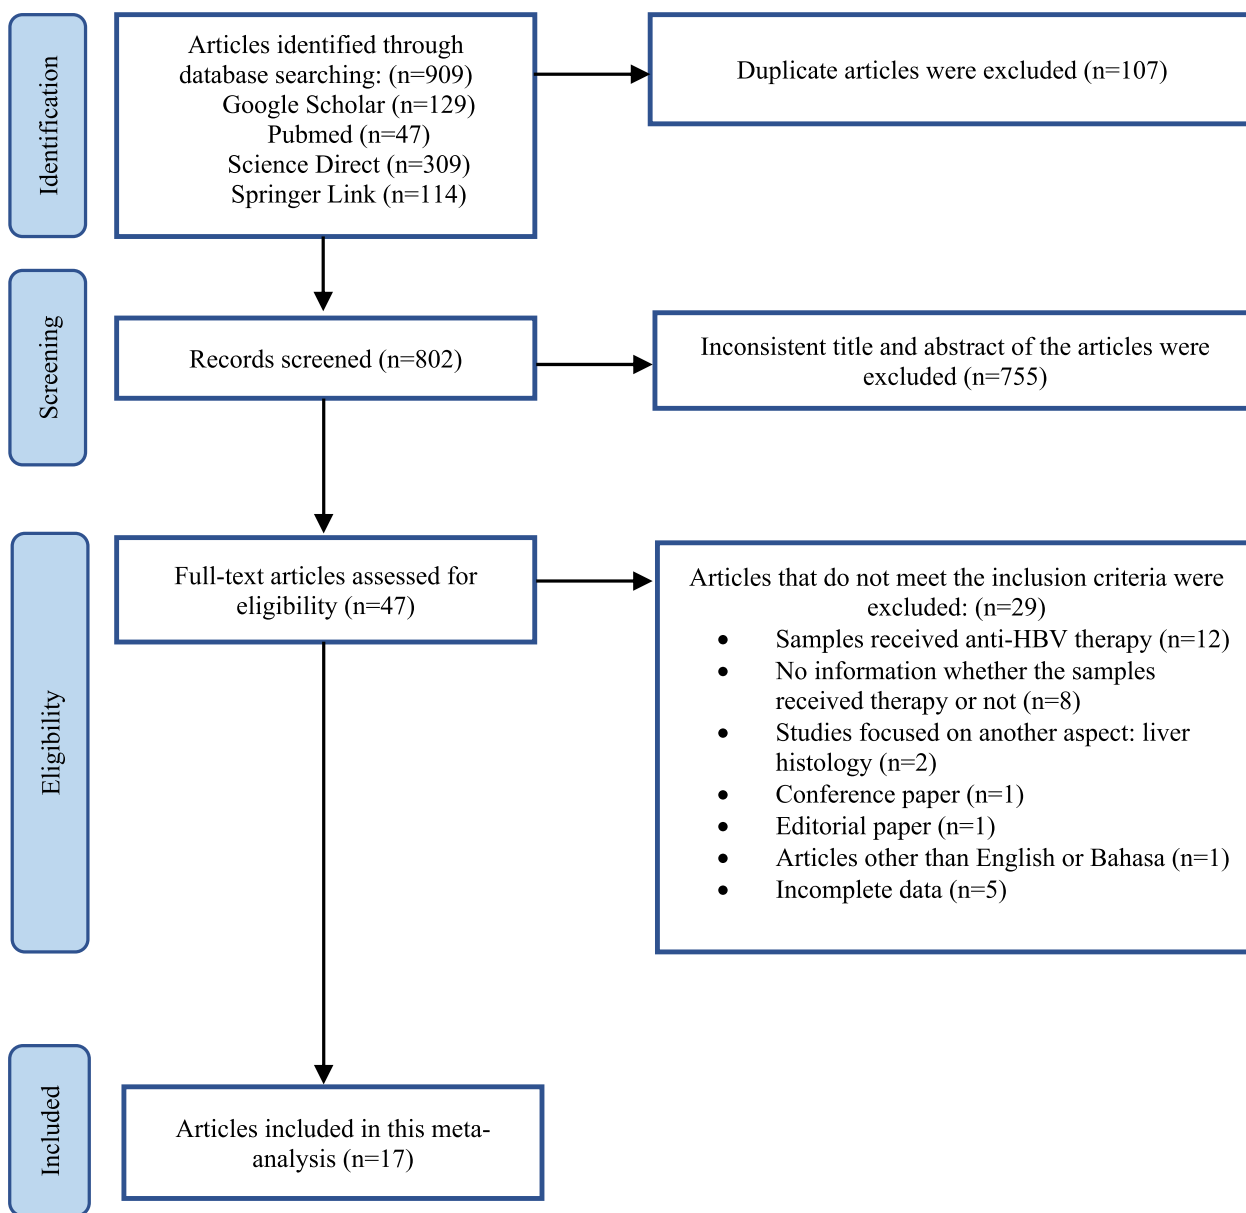 Identification
Articles identified through
database searching: (n=909)
Google Scholar (n=129)
Pubmed (n=47)
Science Direct (n=309)
Springer Link (n=114)
Duplicate articles were excluded (n=107)
Screening
Records screened (n=802)
Inconsistent title and abstract of the articles were
excluded (n=755)
Eligibility
Full-text articles assessed for
eligibility (n=47)
Articles that do not meet the inclusion criteria were
excluded: (n=29)
• Samples received anti-HBV therapy (n=12)
• No information whether the samples
received therapy or not (n=8)
• Studies focused on another aspect: liver
histology (n=2)
• Conference paper (n=1)
• Editorial paper (n=1)
• Articles other than English or Bahasa (n=1)
• Incomplete data (n=5)
Included
Articles included in this meta-
analysis (n=17)